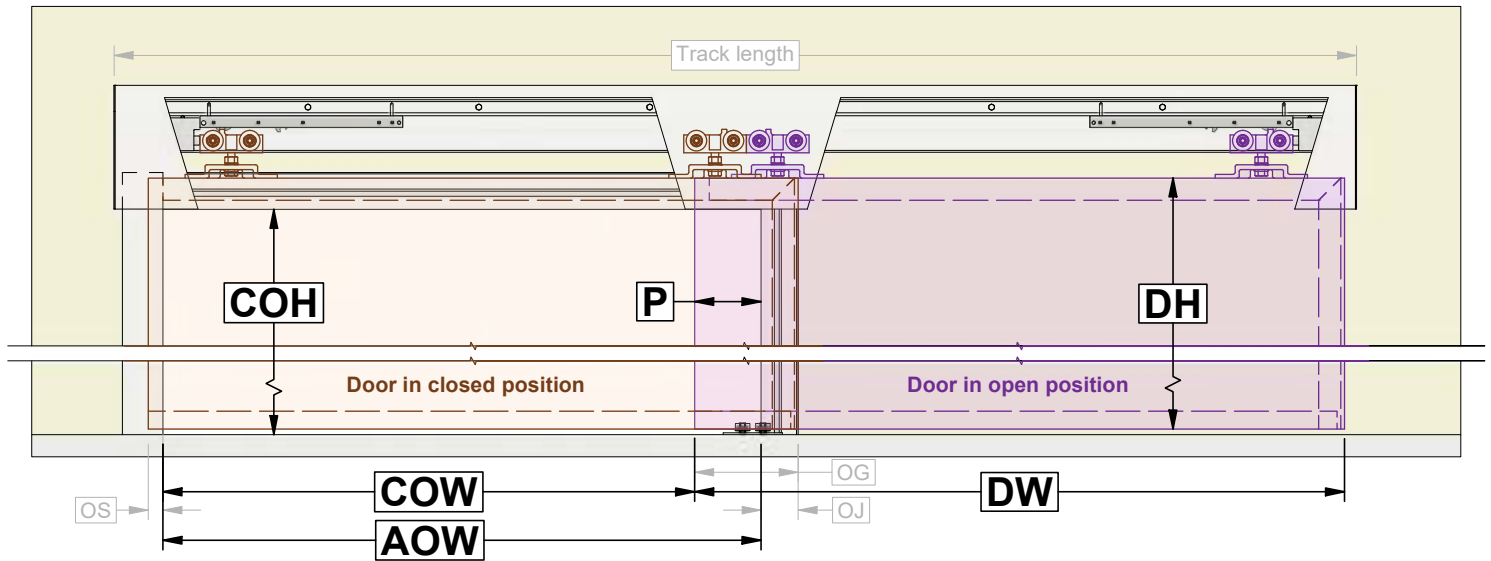 Track length
COH
P
DH
Door in closed position
Door in open position
OG
COW
DW
OS
OJ
AOW